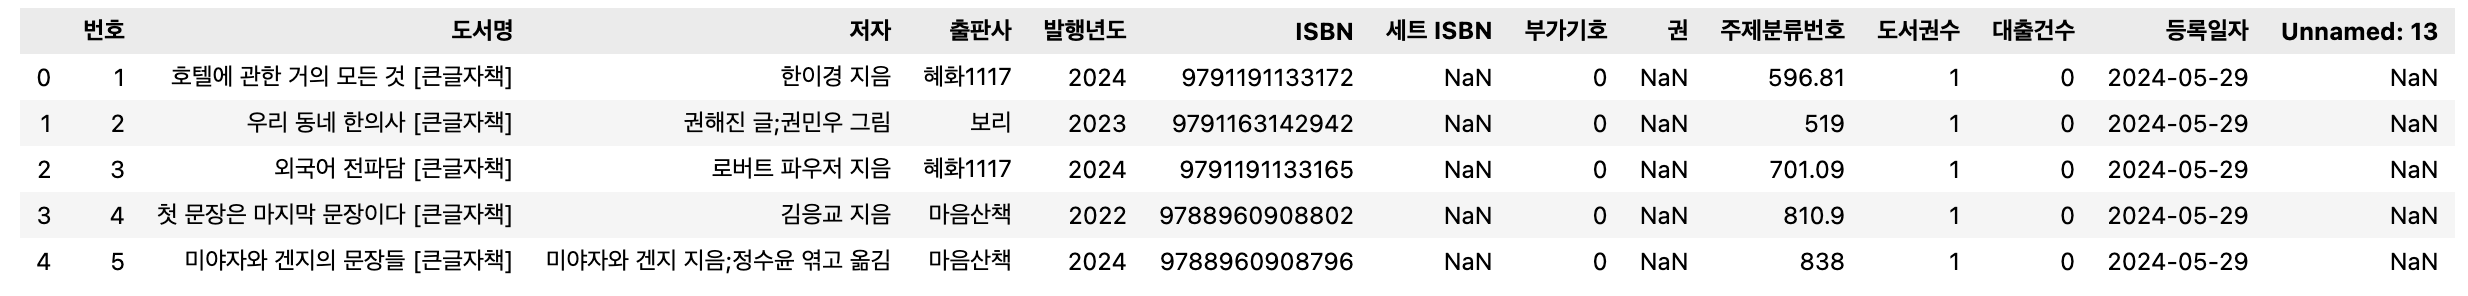 번호 도서명 저자 출판사 발행년도 ISBN 세트 ISBN 부가기호 권 주제분류번호 도서권수 대출건수 등록일자 Unnamed: 13
0 1 호텔에 관한 거의 모든 것 [큰글자책] 한이경 지음 혜화1117 2024 9791191133172 NaN 0 NaN 596.81 1 0 2024-05-29 NaN
1 2 우리 동네 한의사 [큰글자책] 권해진 글;권민우 그림 보리 2023 9791163142942 NaN 0 NaN 519 1 0 2024-05-29 NaN
2 3 외국어 전파담 [큰글자책] 로버트 파우저 지음 혜화1117 2024 9791191133165 NaN 0 NaN 701.09 1 0 2024-05-29 NaN
3 4 첫 문장은 마지막 문장이다 [큰글자책] 김응교 지음 마음산책 2022 9788960908802 NaN 0 NaN 810.9 1 0 2024-05-29 NaN
4 5 미야자와 겐지의 문장들 [큰글자책] 미야자와 겐지 지음;정수윤 엮고 옮김 마음산책 2024 9788960908796 NaN 0 NaN 838 1 0 2024-05-29 NaN